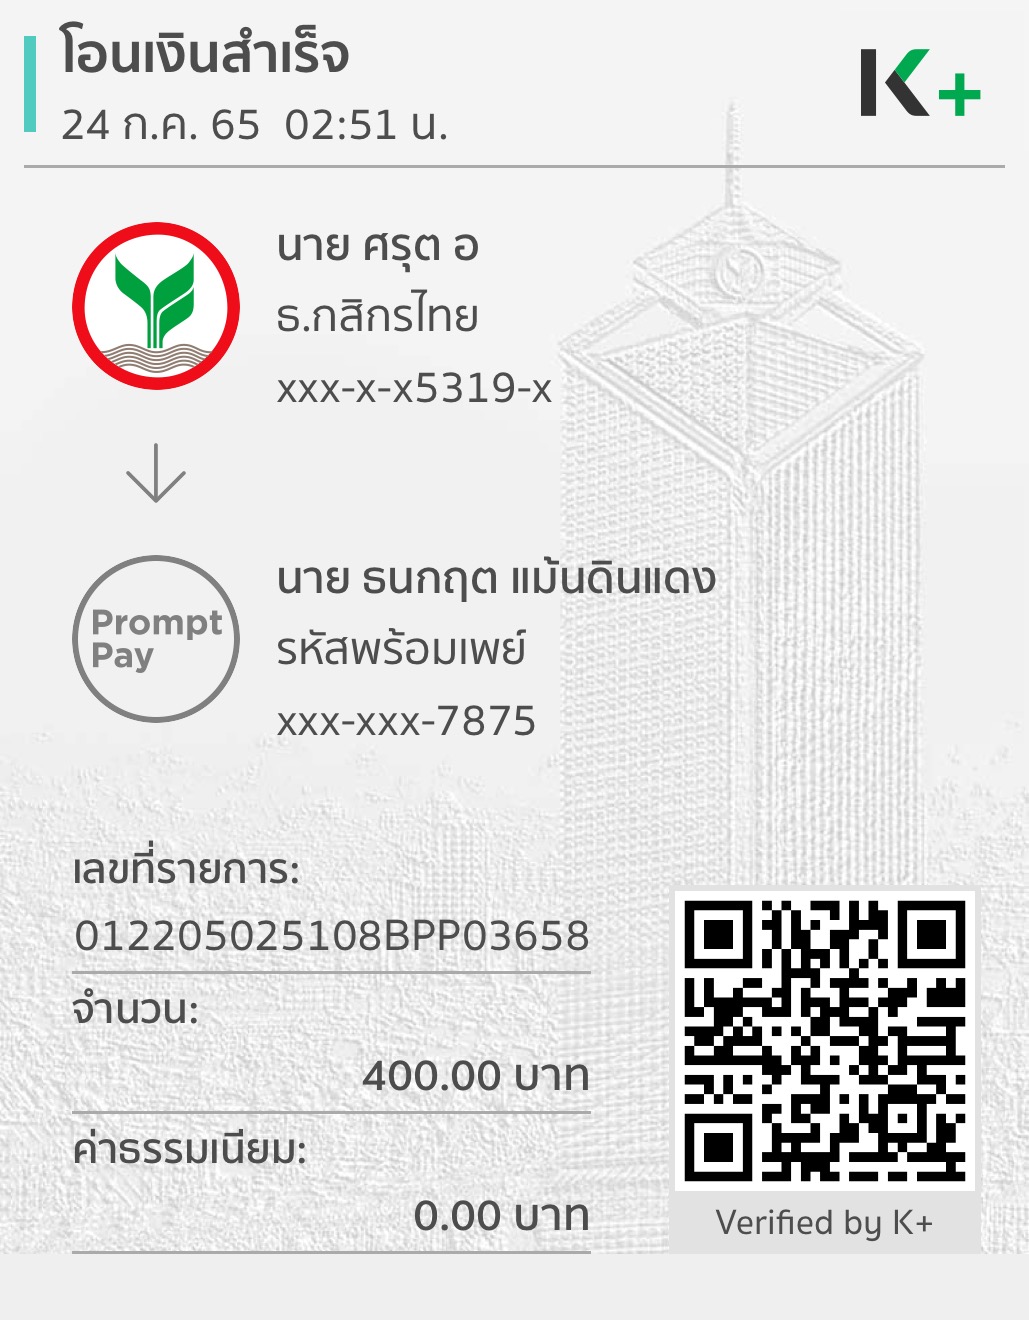 โอนเงินสำเร็จ
24 ก.ค. 65 02:51 น.
K+
นาย ศรุต อ
ธ.กสิกรไทย
xxx-x-x5319-x
Prompt
Pay
นาย ธนกฤต แม้นดินแดง
รหัสพร้อมเพย์
xxx-xxx-7875
เลขที่รายการ:
012205025108BPP03658
จำนวน:
400.00 บาท
ค่าธรรมเนียม:
0.00 บาท
Verified by K+